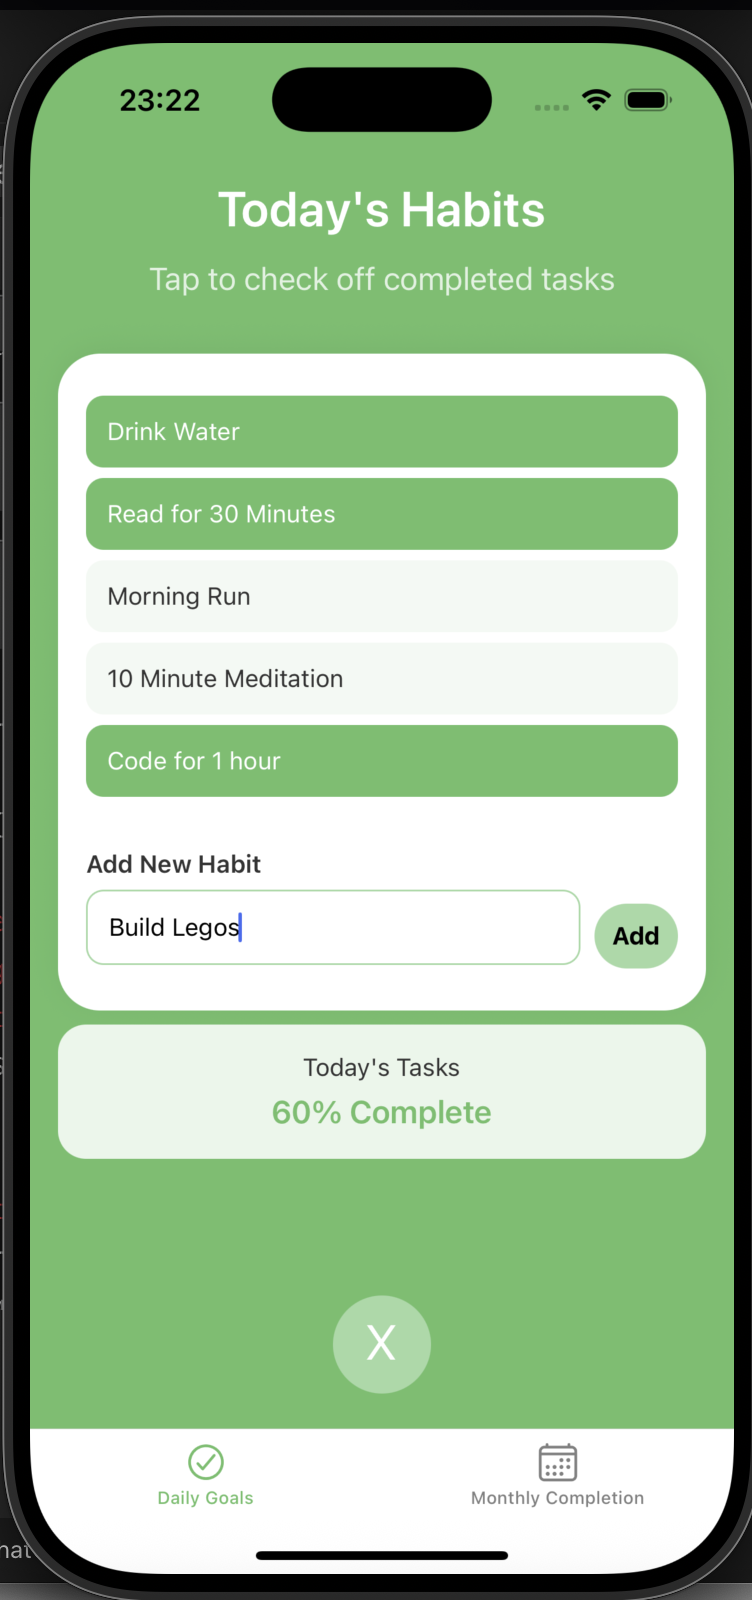 23:22
Today's Habits
Tap to check off completed tasks
Drink Water
Read for 30 Minutes
Morning Run
10 Minute Meditation
Code for 1 hour
Add New Habit
Build Legos
Add
Today's Tasks
60% Complete
X
Daily Goals
Monthly Completion